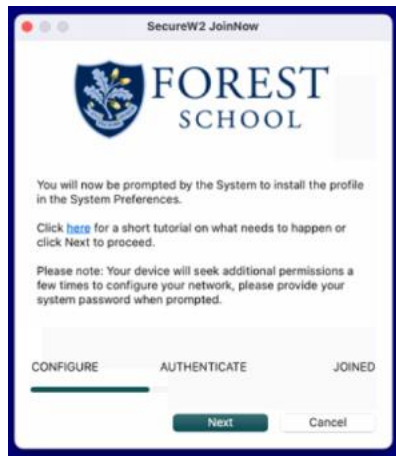 SecureW2 JoinNow
FOREST
SCHOOL
You will now be prompted by the System to install the profile
in the System Preferences.
Click here for a short tutorial on what needs to happen or
click Next to proceed.
Please note: Your device will seek additional permissions a
few times to configure your network, please provide your
system password when prompted.
CONFIGURE AUTHENTICATE JOINED
Next Cancel